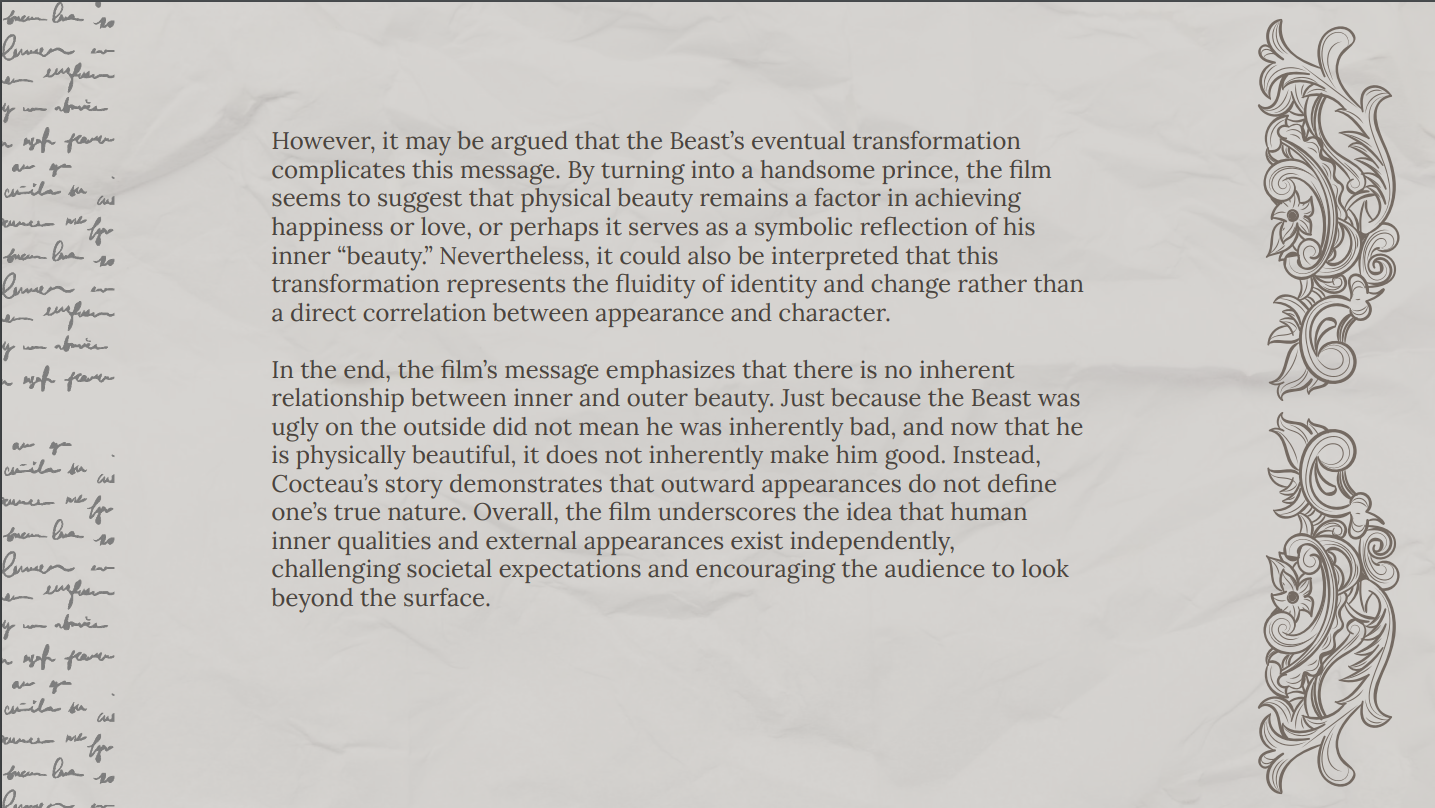 However, it may be argued that the Beast’s eventual transformation
complicates this message. By turning into a handsome prince, the film
seems to suggest that physical beauty remains a factor in achieving
happiness or love, or perhaps it serves as a symbolic reflection of his
inner “beauty.” Nevertheless, it could also be interpreted that this
transformation represents the fluidity of identity and change rather than
a direct correlation between appearance and character.
In the end, the film’s message emphasizes that there is no inherent
relationship between inner and outer beauty. Just because the Beast was
ugly on the outside did not mean he was inherently bad, and now that he
is physically beautiful, it does not inherently make him good. Instead,
Cocteau’s story demonstrates that outward appearances do not define
one’s true nature. Overall, the film underscores the idea that human
inner qualities and external appearances exist independently,
challenging societal expectations and encouraging the audience to look
beyond the surface.